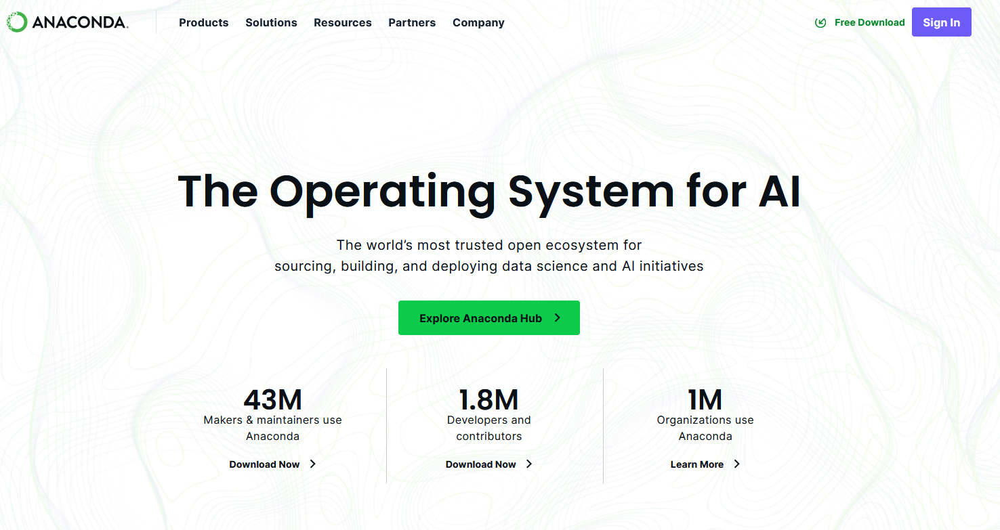 ANACONDA.
Products Solutions Resources Partners Company
Free Download
Sign In
The Operating System for AI
The world’s most trusted open ecosystem for
sourcing, building, and deploying data science and AI initiatives
Explore Anaconda Hub
43M
Makers & maintainers use
Anaconda
Download Now
1.8M
Developers and
contributors
Download Now
1M
Organizations use
Anaconda
Learn More